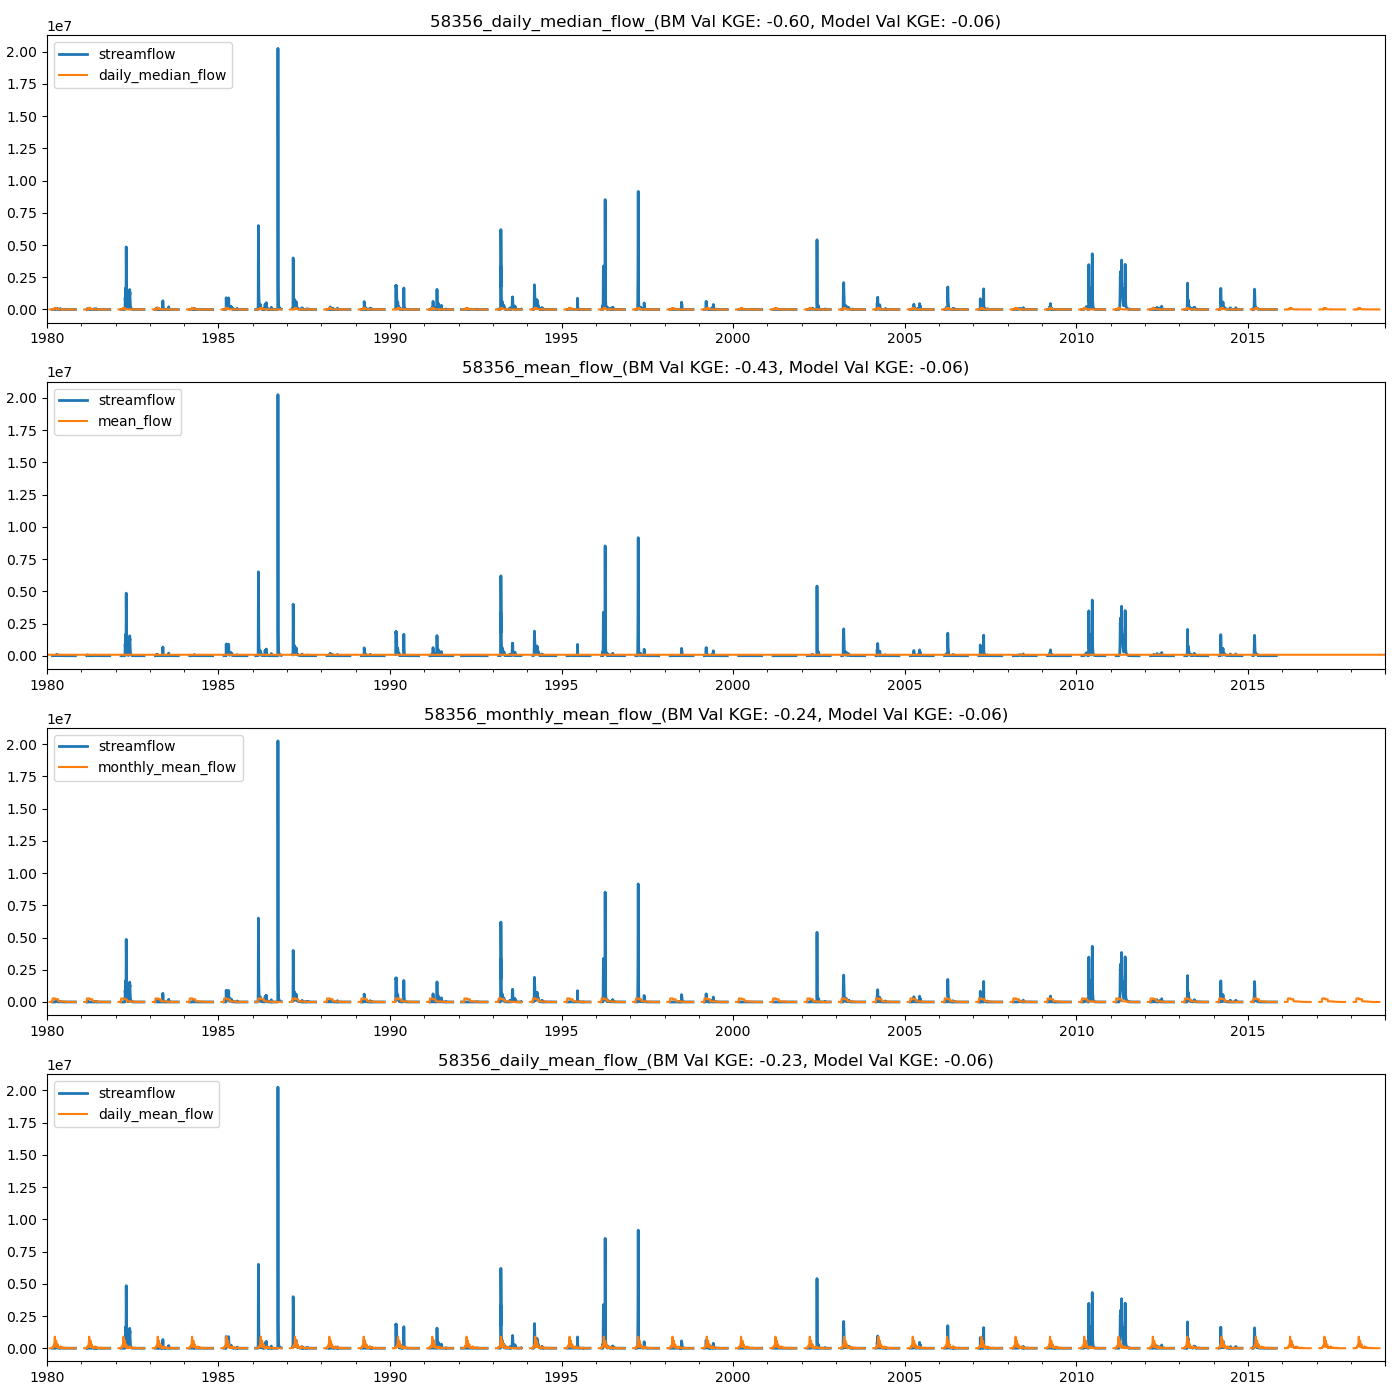 58356_daily_median_flow_(BM Val KGE: -0.60, Model Val KGE: -0.06)
1e7
streamflow
daily_median_flow
2.00
1.75
1.50
1.25
1.00
0.75
0.50
0.25
0.00
1980 1985 1990 1995 2000 2005 2010 2015
58356_mean_flow_(BM Val KGE: -0.43, Model Val KGE: -0.06)
1e7
streamflow
mean_flow
2.00
1.75
1.50
1.25
1.00
0.75
0.50
0.25
0.00
1980 1985 1990 1995 2000 2005 2010 2015
58356_monthly_mean_flow_(BM Val KGE: -0.24, Model Val KGE: -0.06)
1e7
streamflow
monthly_mean_flow
2.00
1.75
1.50
1.25
1.00
0.75
0.50
0.25
0.00
1980 1985 1990 1995 2000 2005 2010 2015
58356_daily_mean_flow_(BM Val KGE: -0.23, Model Val KGE: -0.06)
1e7
streamflow
daily_mean_flow
2.00
1.75
1.50
1.25
1.00
0.75
0.50
0.25
0.00
1980 1985 1990 1995 2000 2005 2010 2015